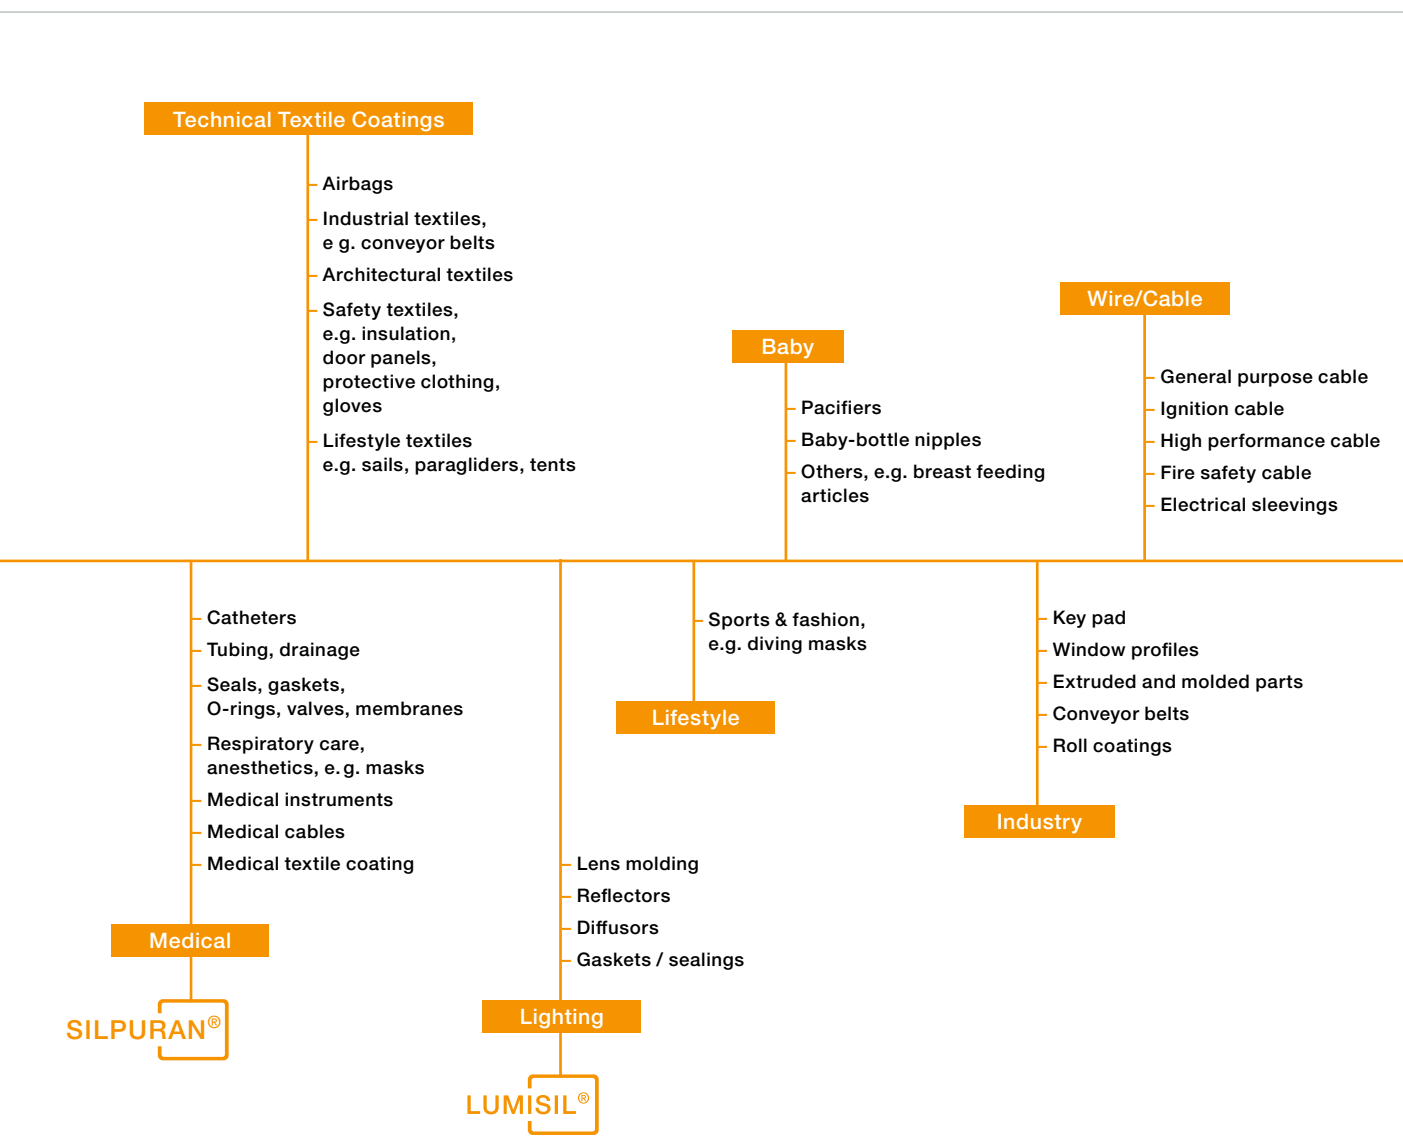 Technical Textile Coatings
Airbags
Industrial textiles,
e g. conveyor belts
Architectural textiles
Safety textiles,
e.g. insulation,
door panels,
protective clothing,
gloves
Lifestyle textiles
e.g. sails, paragliders, tents
Baby
Pacifiers
Baby-bottle nipples
Others, e.g. breast feeding
articles
Wire/Cable
General purpose cable
Ignition cable
High performance cable
Fire safety cable
Electrical sleevings
Catheters
Tubing, drainage
Seals, gaskets,
O-rings, valves, membranes
Respiratory care,
anesthetics, e.g. masks
Medical instruments
Medical cables
Medical textile coating
Medical
SILPURAN®
Lens molding
Reflectors
Diffusors
Gaskets / sealings
Lighting
LUMISIL®
Sports & fashion,
e.g. diving masks
Lifestyle
Key pad
Window profiles
Extruded and molded parts
Conveyor belts
Roll coatings
Industry